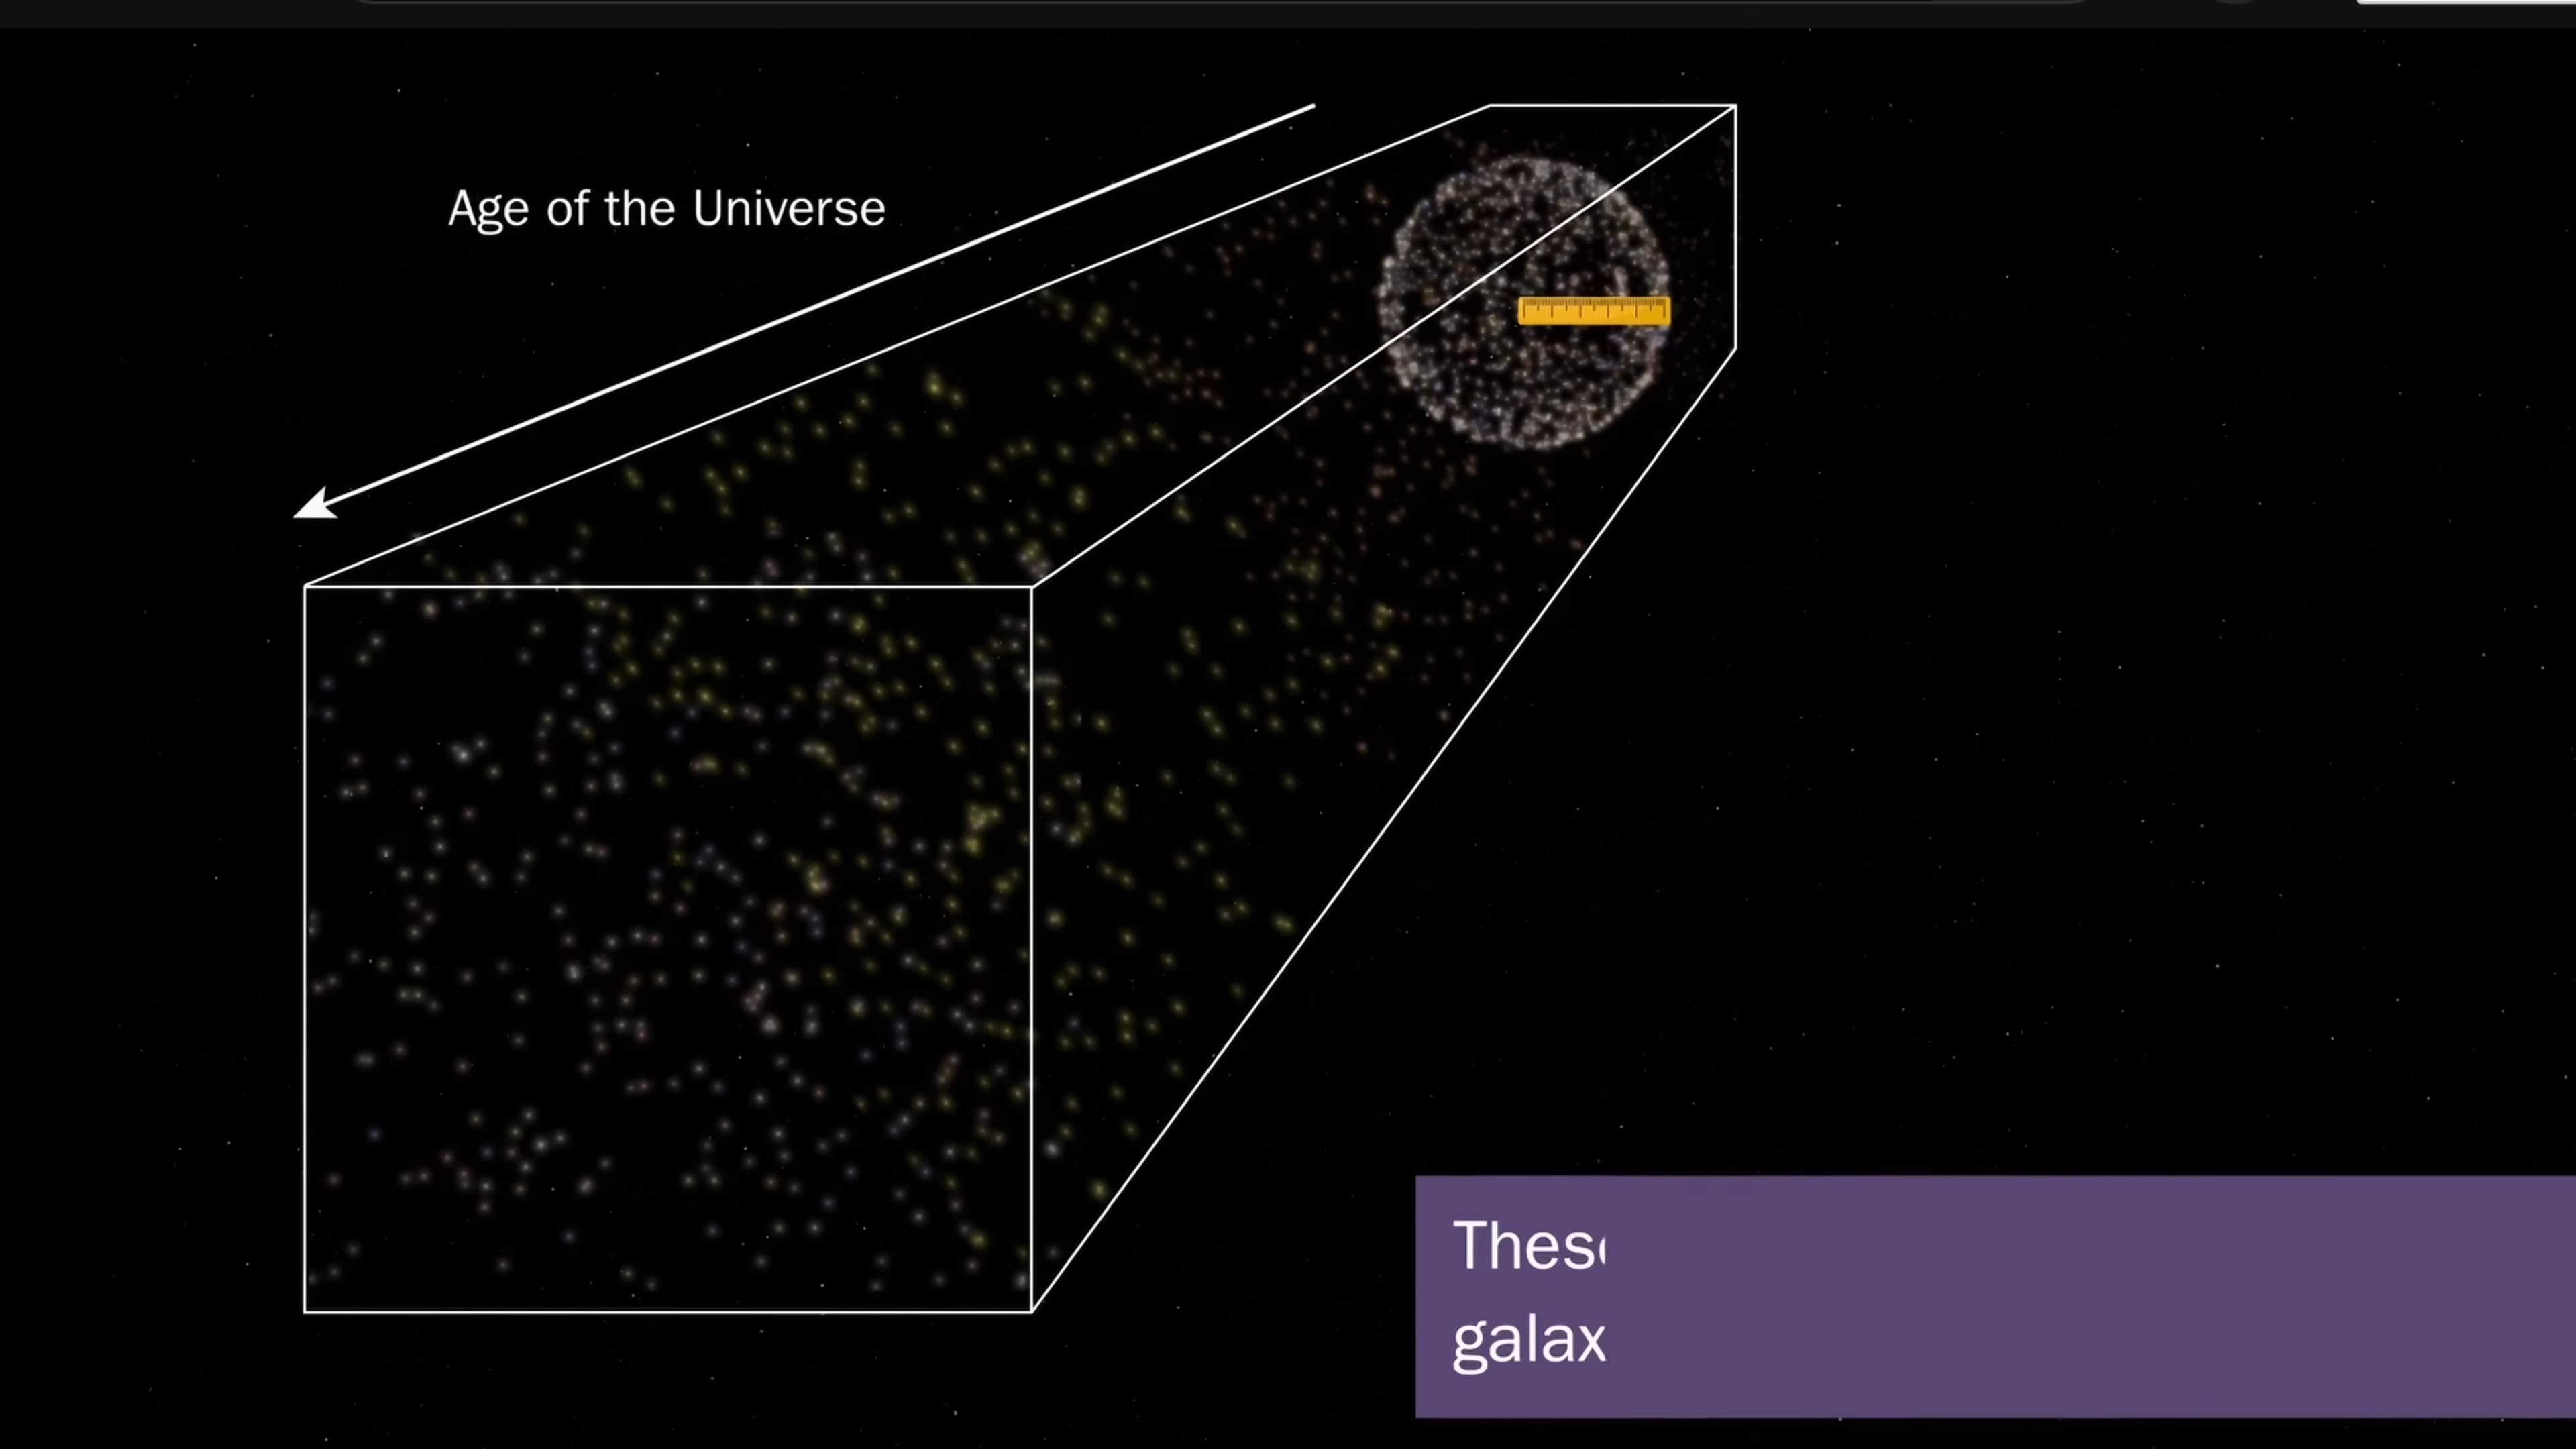 Age of the Universe
Thes
galax